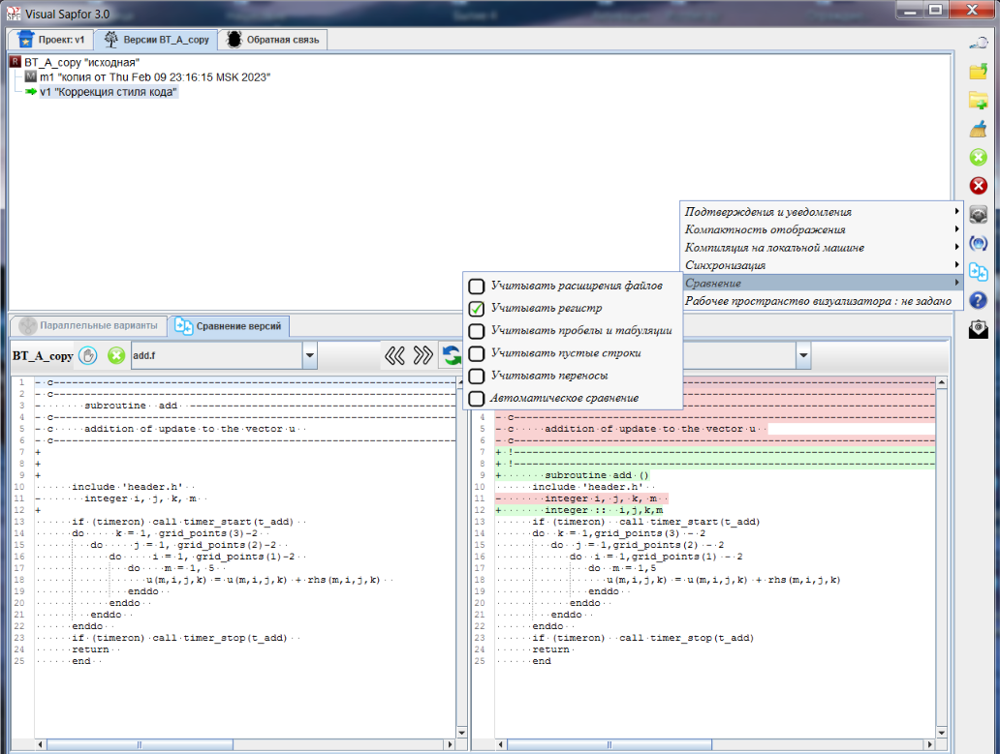 Visual Sapfor 3.0
Проект: v1
Версии BT_A_copy
Обратная связь
BT_A_copy "исходная"
m1 "копия от Thu Feb 09 23:16:15 MSK 2023"
v1 "Коррекция стиля кода"
Подтверждения и уведомления
Компактность отображения
Компиляция на локальной машине
Синхронизация
Сравнение
Рабочее пространство визуализатора : не задано
Учитывать расширения файлов
Учитывать регистр
Учитывать пробелы и табуляции
Учитывать пустые строки
Учитывать переносы
Автоматическое сравнение
Параллельные варианты
Сравнение версий
BT_A_copy
add.f
1 - c---------------------------------------------------------------------
2 - c---------------------------------------------------------------------
3 - subroutine add
4 - c---------------------------------------------------------------------
5 - c addition of update to the vector u
6 - c---------------------------------------------------------------------
7 +
8 +
9 +
10 include 'header.h'
11 - integer i, j, k, m
12 +
13 if (timeron) call timer_start(t_add)
14 do k = 1, grid_points(3)-2
15 do j = 1, grid_points(2)-2
16 do i = 1, grid_points(1)-2
17 do m = 1, 5
18 u(m,i,j,k) = u(m,i,j,k) + rhs(m,i,j,k)
19 enddo
20 enddo
21 enddo
22 enddo
23 if (timeron) call timer_stop(t_add)
24 return
25 end
4 - c---------------------------------------------------------------------
5 - c addition of update to the vector u
6 - c---------------------------------------------------------------------
7 + !---------------------------------------------------------------------
8 + !---------------------------------------------------------------------
9 + subroutine add ()
10 include 'header.h'
11 - integer i, j, k, m
12 + integer :: i,j,k,m
13 if (timeron) call timer_start(t_add)
14 do k = 1,grid_points(3) - 2
15 do j = 1,grid_points(2) - 2
16 do i = 1,grid_points(1) - 2
17 do m = 1,5
18 u(m,i,j,k) = u(m,i,j,k) + rhs(m,i,j,k)
19 enddo
20 enddo
21 enddo
22 enddo
23 if (timeron) call timer_stop(t_add)
24 return
25 end